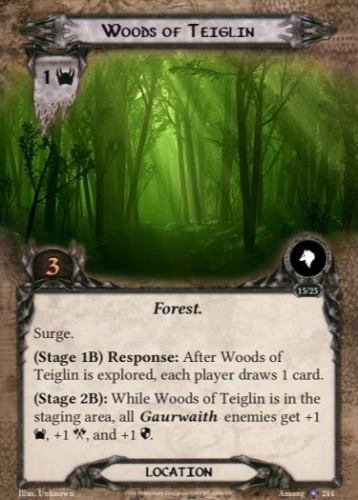 Woods of Teiglin
1
3
15/25
Forest.
Surge.
(Stage 1B) Response: After Woods of
Teiglin is explored, each player draws 1 card.
(Stage 2B): While Woods of Teiglin is in the
staging area, all Gaurwaith enemies get +1
, +1 , and +1 .
LOCATION
Illus. Unknown
Among 214